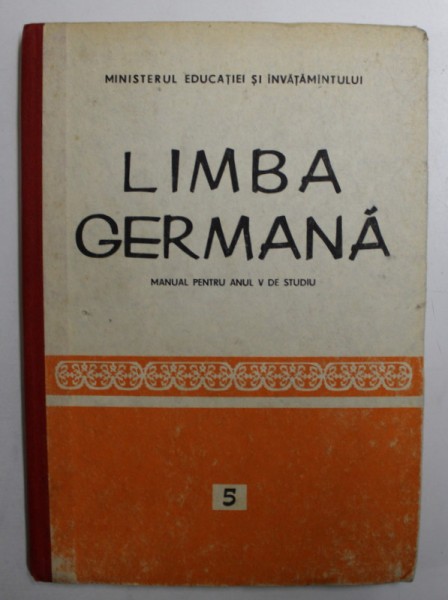 MINISTERUL EDUCAȚIEI ȘI ÎNVĂȚĂMÎNTULUI
LIMBA
GERMANĂ
MANUAL PENTRU ANUL V DE STUDIU
5